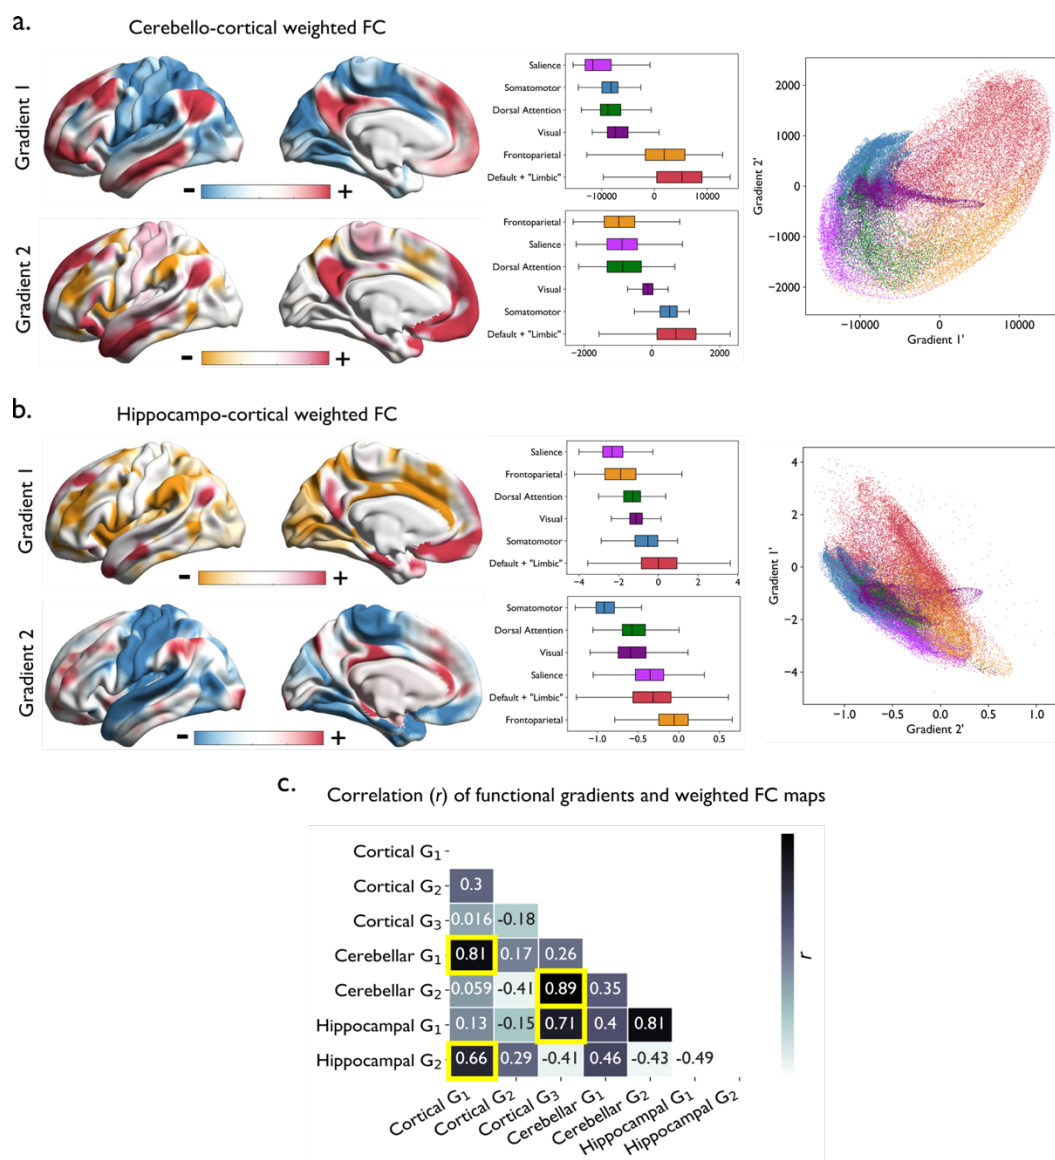 a.
Cerebello-cortical weighted FC
Gradient 1
- +
Gradient 2
- +
Salience
Somatomotor
Dorsal Attention
Visual
Frontoparietal
Default + "Limbic"
−10000 0 10000
Frontoparietal
Salience
Dorsal Attention
Visual
Somatomotor
Default + "Limbic"
−2000 0 2000
Gradient 2'
2000
1000
0
−1000
−2000
−10000 0 10000
Gradient 1'
b.
Hippocampo-cortical weighted FC
Gradient 1
- +
Gradient 2
- +
Salience
Frontoparietal
Dorsal Attention
Visual
Somatomotor
Default + "Limbic"
−4 −2 0 2 4
Somatomotor
Dorsal Attention
Visual
Salience
Default + "Limbic"
Frontoparietal
−1.0 −0.5 0.0 0.5
Gradient 1'
4
2
0
−2
−4
−1.0 −0.5 0.0 0.5 1.0
Gradient 2'
c.
Correlation (r) of functional gradients and weighted FC maps
Cortical G1
Cortical G2 0.3
Cortical G3 0.016 -0.18
Cerebellar G1 0.81 0.17 0.26
Cerebellar G2 0.059 -0.41 0.89 0.35
Hippocampal G1 0.13 -0.15 0.71 0.4 0.81
Hippocampal G2 0.66 0.29 -0.41 0.46 -0.43 -0.49
Cortical G1
Cortical G2
Cortical G3
Cerebellar G1
Cerebellar G2
Hippocampal G1
Hippocampal G2
r